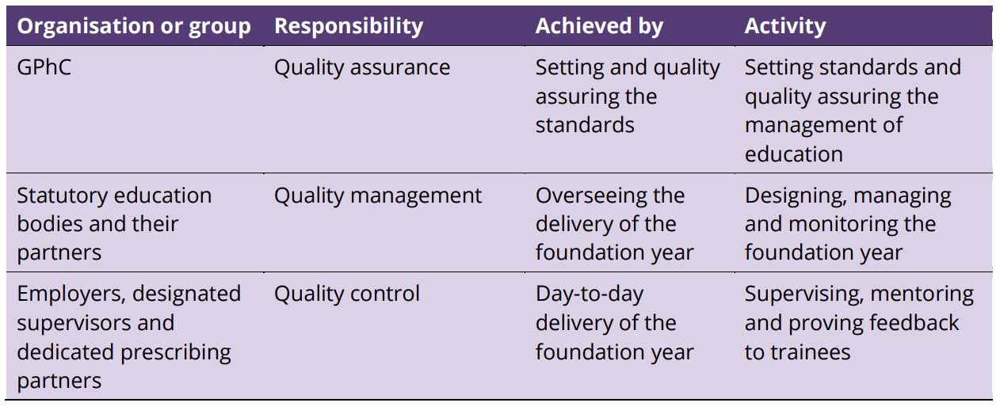 Organisation or group Responsibility Achieved by Activity
GPhC Quality assurance Setting and quality Setting standards and
assuring the quality assuring the
standards management of
education
Statutory education Quality management Overseeing the Designing, managing
bodies and their delivery of the and monitoring the
partners foundation year foundation year
Employers, designated Quality control Day-to-day Supervising, mentoring
supervisors and delivery of the and proving feedback
dedicated prescribing foundation year to trainees
partners